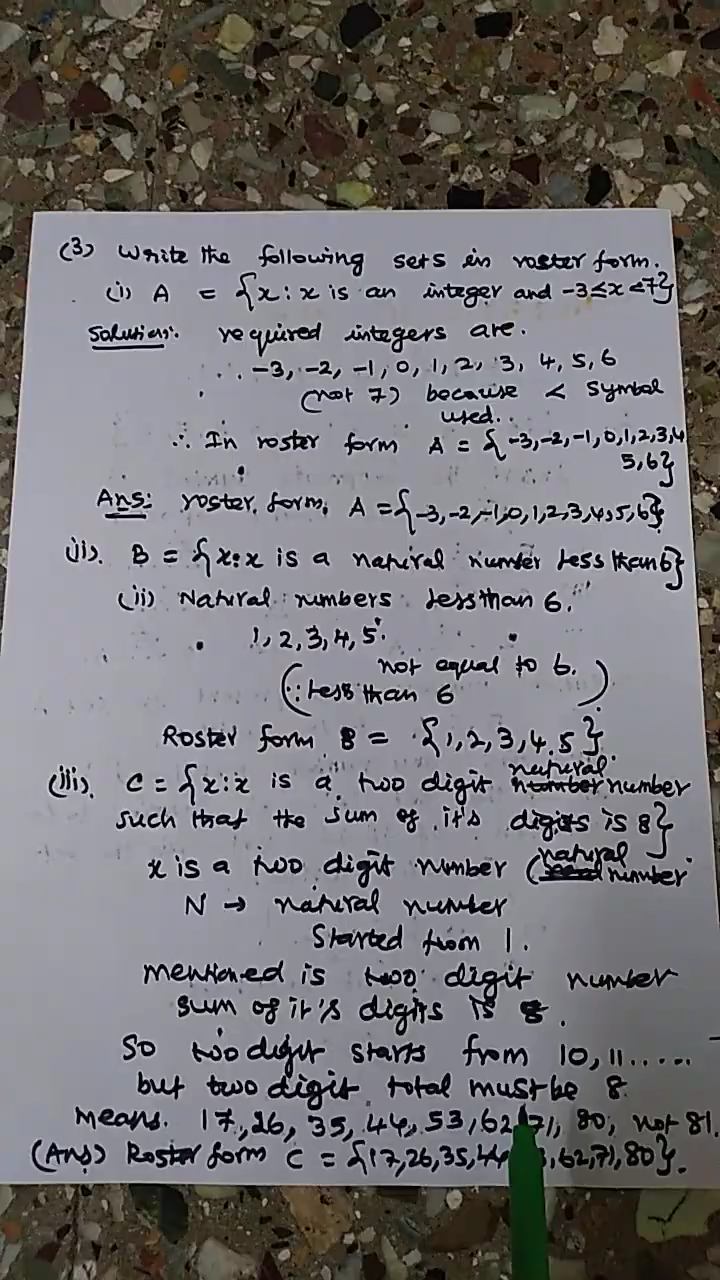 (3) Write the following sets in roster form.
(i) A = {x : x is an integer and -3≤x<7}
Solution: required integers are.
∴ -3, -2, -1, 0, 1, 2, 3, 4, 5, 6
(not 7) because < symbol
used..
∴ In roster form A = {-3,-2,-1,0,1,2,3,4
5,6}
Ans: roster form, A = {-3,-2,-1,0,1,2,3,4,5,6}
(ii). B = {x:x is a natural number less than 6}
(ii) Natural numbers less than 6.
1, 2, 3, 4, 5.
not equal to 6.
(∵ less than 6 )
Roster form B = {1,2,3,4,5}
(iii). C = {x:x is a two digit natural number
such that the sum of it's digits is 8}
x is a two digit number (natural number
N → natural number
Started from 1.
mentioned is two digit number
sum of it's digits is 8.
So two digit starts from 10, 11.....
but two digit total must be 8
means. 17, 26, 35, 44, 53, 62, 71, 80, not 81.
(Ans) Roster form C = {17,26,35,44 ,62,71,80}.